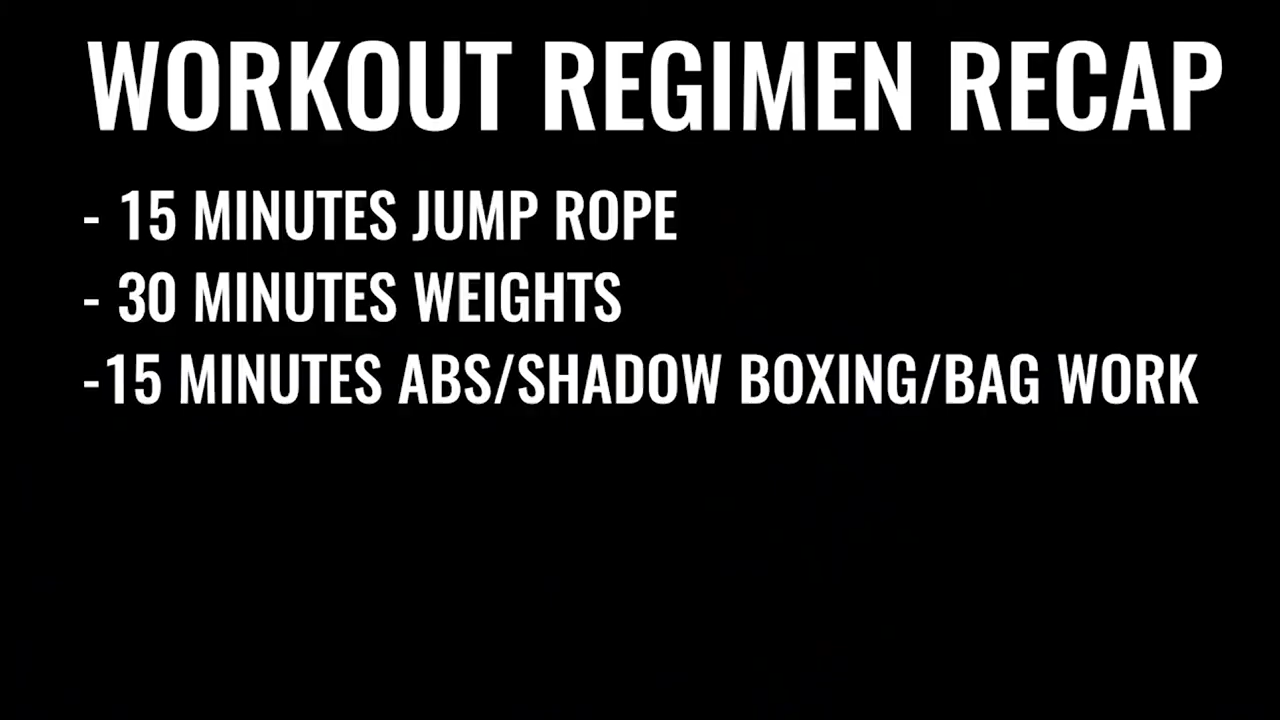 WORKOUT REGIMEN RECAP
- 15 MINUTES JUMP ROPE
- 30 MINUTES WEIGHTS
-15 MINUTES ABS/SHADOW BOXING/BAG WORK